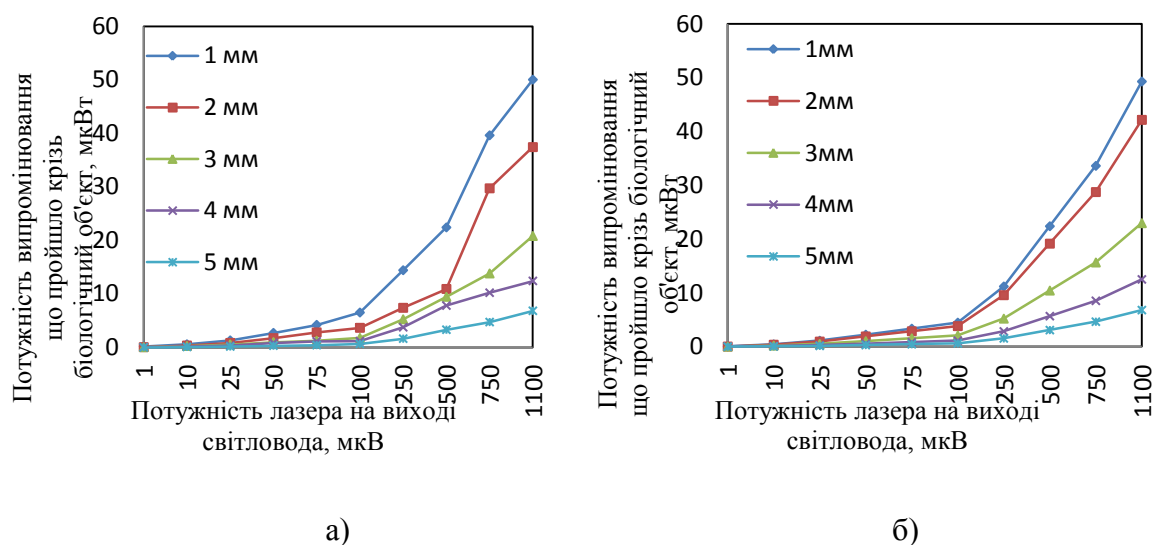 Потужність випромінювання
що пройшло крізь
біологічний об'єкт, мкВт
60
50
40
30
20
10
0
1 мм
2 мм
3 мм
4 мм
5 мм
1
10
25
50
75
100
250
500
750
1100
Потужність лазера на виході
світловода, мкВ
а)
Потужність випромінювання
що пройшло крізь біологічний
об'єкт, мкВт
60
50
40
30
20
10
0
1мм
2мм
3мм
4мм
5мм
1
10
25
50
75
100
250
500
750
1100
Потужність лазера на виході
світловода, мкВ
б)